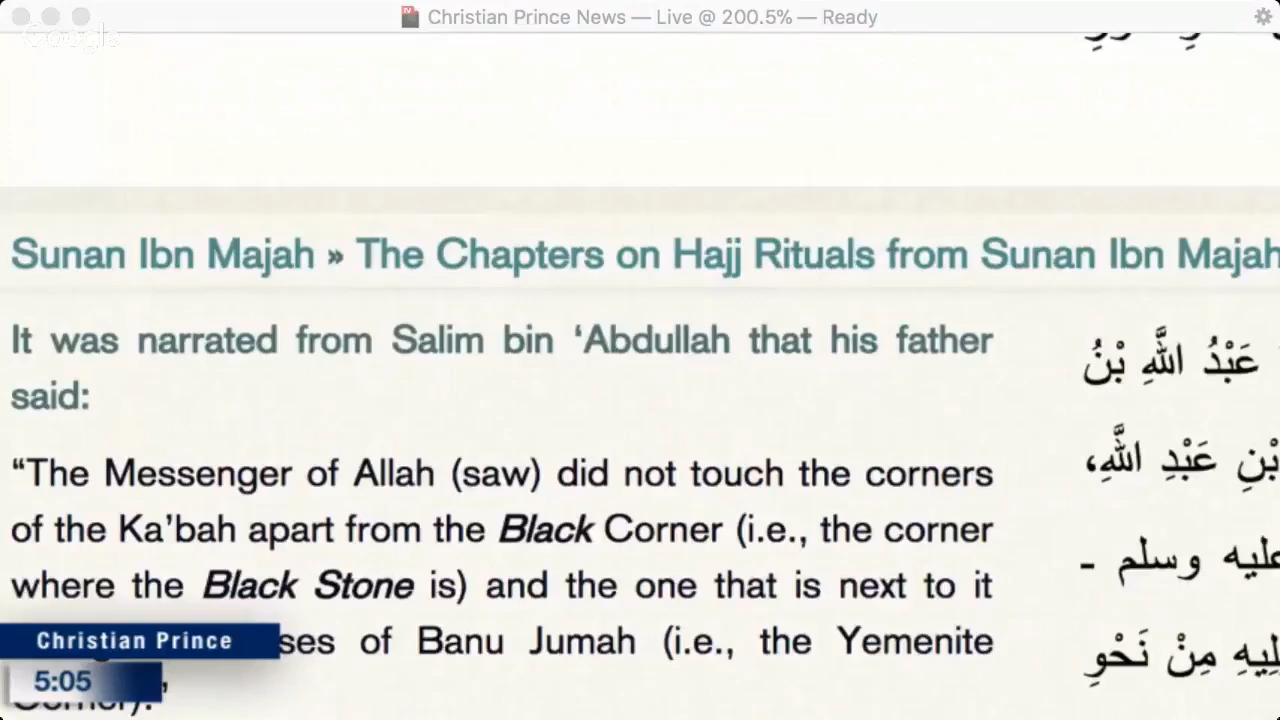 Christian Prince News — Live @ 200.5% — Ready
Google
Sunan Ibn Majah » The Chapters on Hajj Rituals from Sunan Ibn Majah
It was narrated from Salim bin ‘Abdullah that his father
said:
“The Messenger of Allah (saw) did not touch the corners
of the Ka’bah apart from the Black Corner (i.e., the corner
where the Black Stone is) and the one that is next to it
of Banu Jumah (i.e., the Yemenite
Corner).”
عَبْدُ اللَّهِ بْنُ
بْنِ عَبْدِ اللَّهِ،
عليه وسلم ـ
يَلِيهِ مِنْ نَحْوِ
Christian Prince
5:05